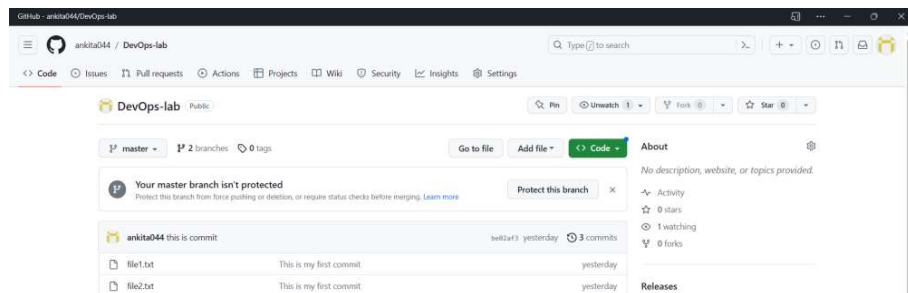 GitHub - ankita044/DevOps-lab
ankita044 / DevOps-lab
Type / to search
Code Issues Pull requests Actions Projects Wiki Security Insights Settings
DevOps-lab Public
Pin Unwatch 1 Fork 0 Star 0
master 2 branches 0 tags
Go to file Add file Code
About
Your master branch isn't protected
Protect this branch from force pushing or deletion, or require status checks before merging. Learn more
Protect this branch
No description, website, or topics provided.
Activity
0 stars
1 watching
0 forks
ankita044 this is commit
be02af3 yesterday 3 commits
file1.txt This is my first commit yesterday
file2.txt This is my first commit yesterday
Releases